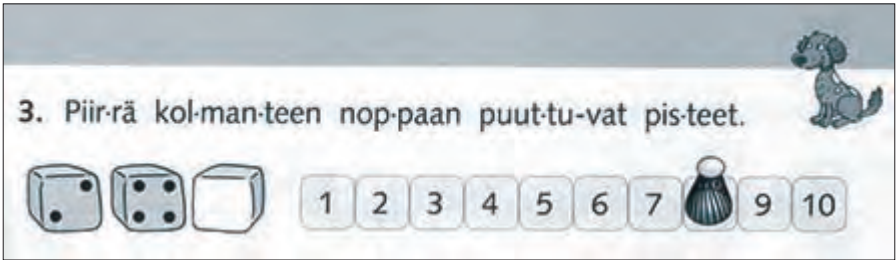 3. Piir·rä kol·man·teen nop·paan puut·tu-vat pis·teet.
1 2 3 4 5 6 7 9 10